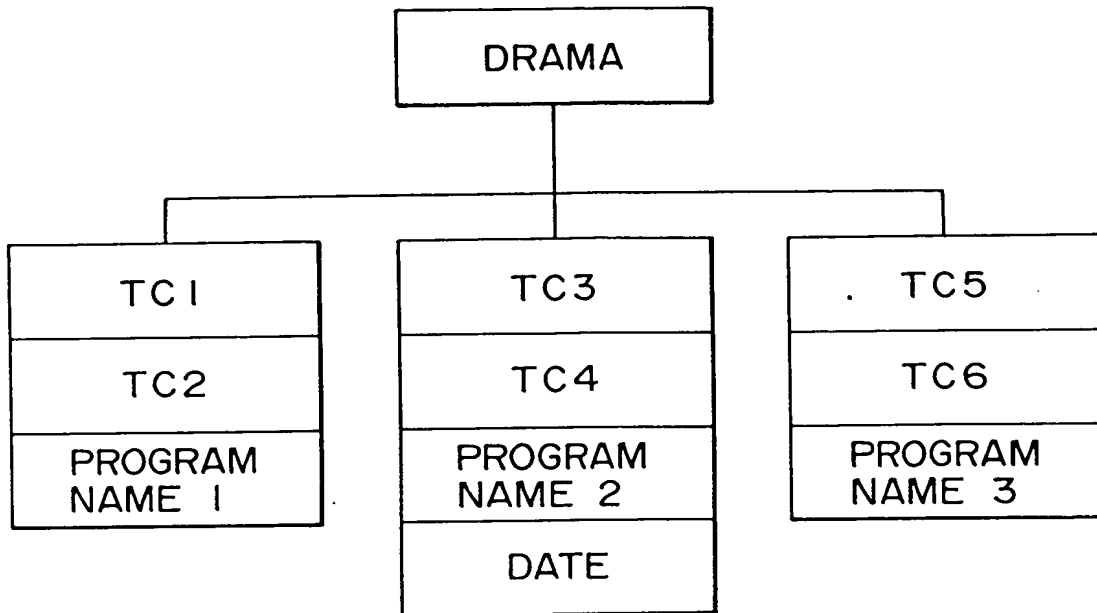 DRAMA
TC1
TC2
PROGRAM
NAME 1
TC3
TC4
PROGRAM
NAME 2
DATE
TC5
TC6
PROGRAM
NAME 3